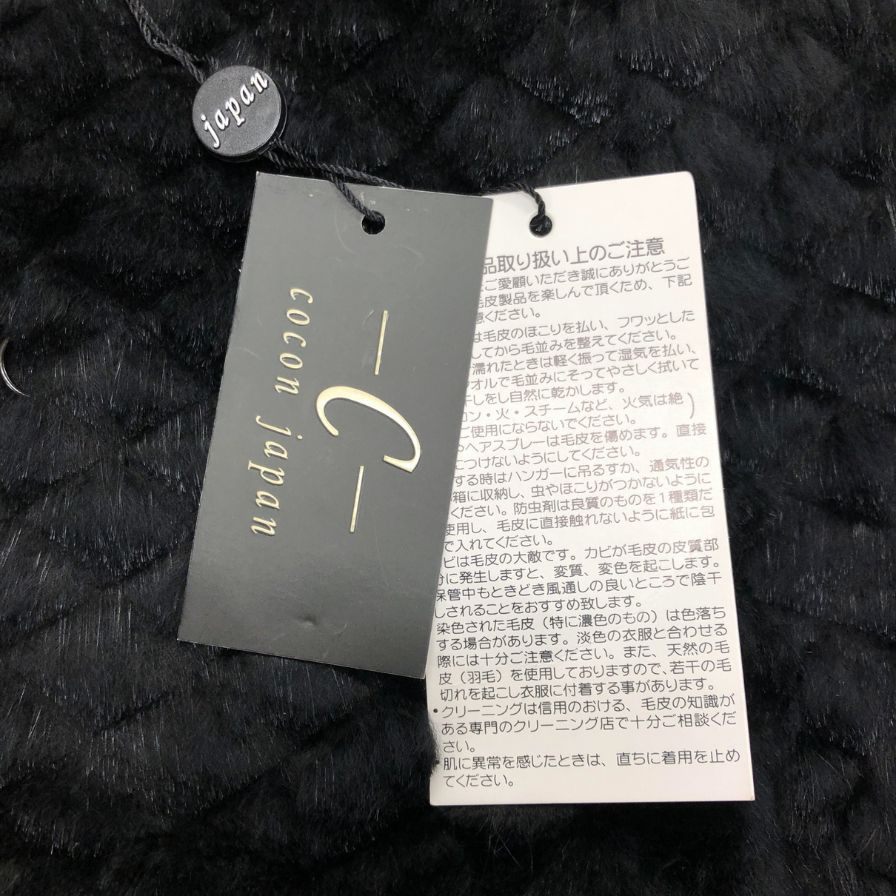 japan
C
cocon japan
品取り扱い上のご注意
ご愛顧いただき誠にありがとうご
毛皮製品を楽しんで頂くため、下記
ください。
は毛皮のほこりを払い、フワッとした
してから毛並みを整えてください。
濡れたときは軽く振って湿気を払い、
オルで毛並みにそってやさしく拭いて
干しをし自然に乾かします。
ロン・火・スチームなど、火気は絶
ご使用にならないでください。
ヘアスプレーは毛皮を傷めます。直接
につけないようにしてください。
する時はハンガーに吊るすか、通気性の
箱に収納し、虫やほこりがつかないように
ください。防虫剤は良質のものを1種類だ
使用し、毛皮に直接触れないように紙に包
で入れてください。
ビは毛皮の大敵です。カビが毛皮の皮質部
分に発生しますと、変質、変色を起こします。
保管中もときどき風通しの良いところで陰干
しされることをおすすめ致します。
染色された毛皮(特に濃色のもの)は色落ち
する場合があります。淡色の衣服と合わせる
際には十分ご注意ください。また、天然の毛
皮(羽毛)を使用しておりますので、若干の毛
切れを起こし衣服に付着する事があります。
・クリーニングは信用のおける、毛皮の知識が
ある専門のクリーニング店で十分ご相談くだ
さい。
・肌に異常を感じたときは、直ちに着用を止め
てください。